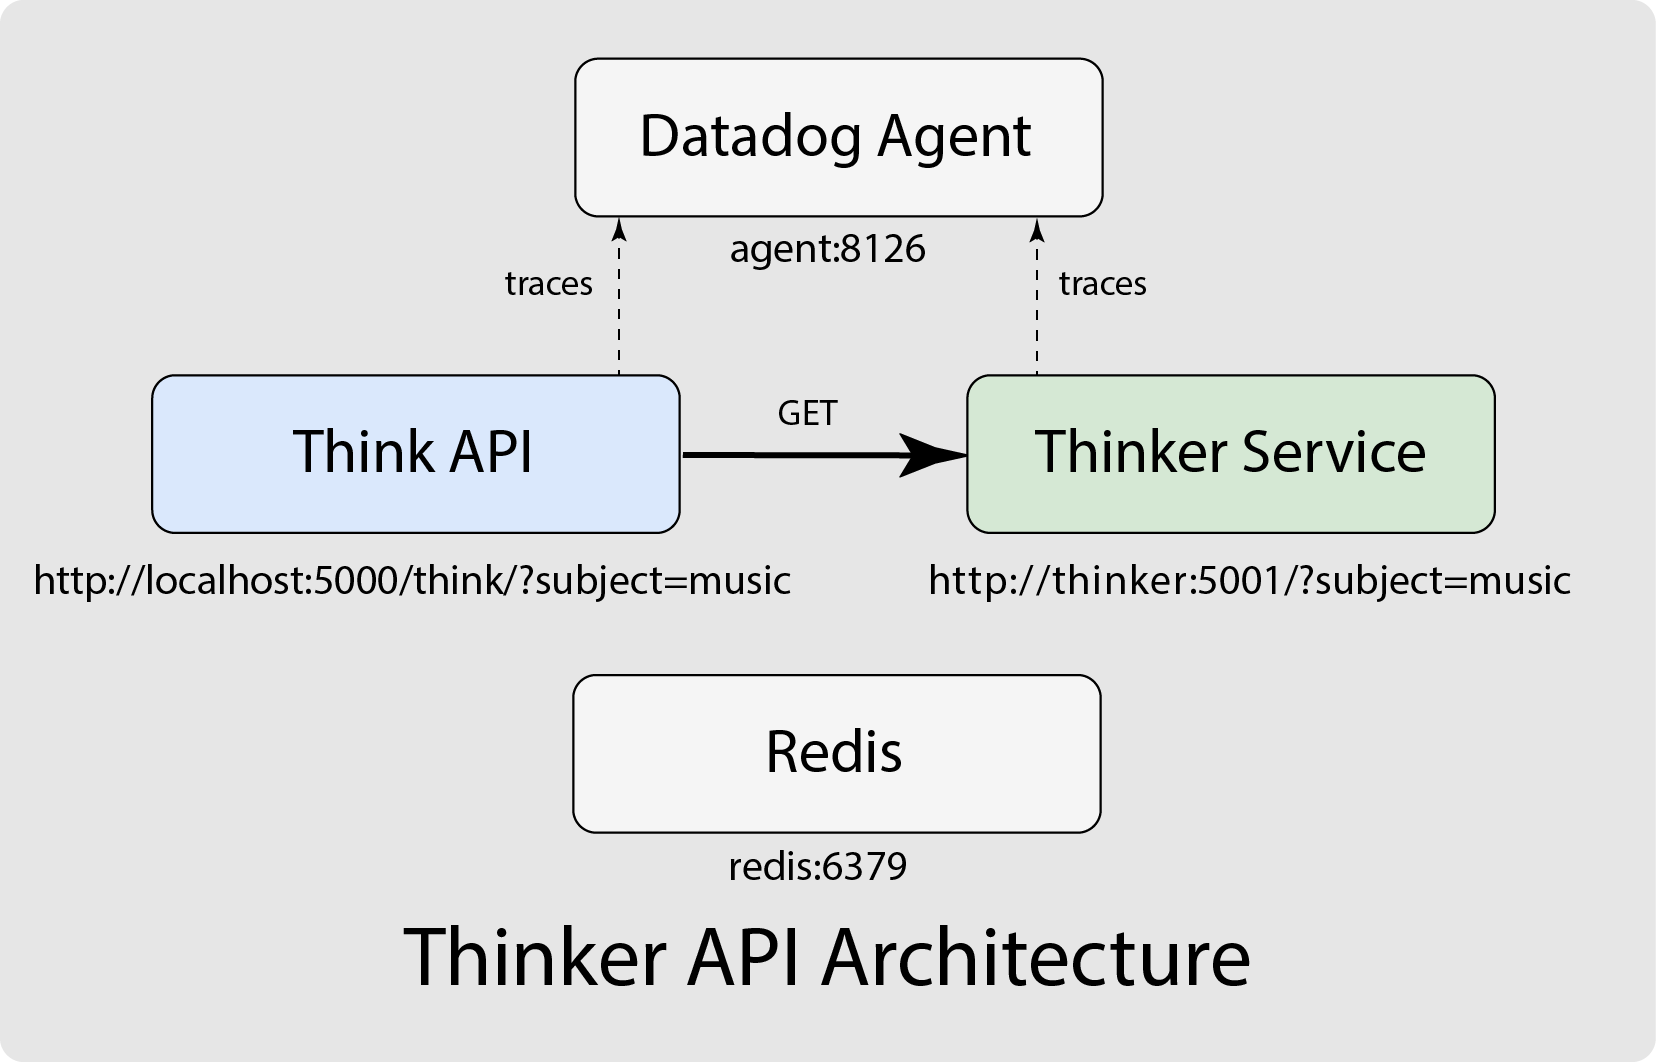 Datadog Agent
agent:8126
traces
traces
GET
Think API
Thinker Service
http://localhost:5000/think/?subject=music
http://thinker:5001/?subject=music
Redis
redis:6379
Thinker API Architecture